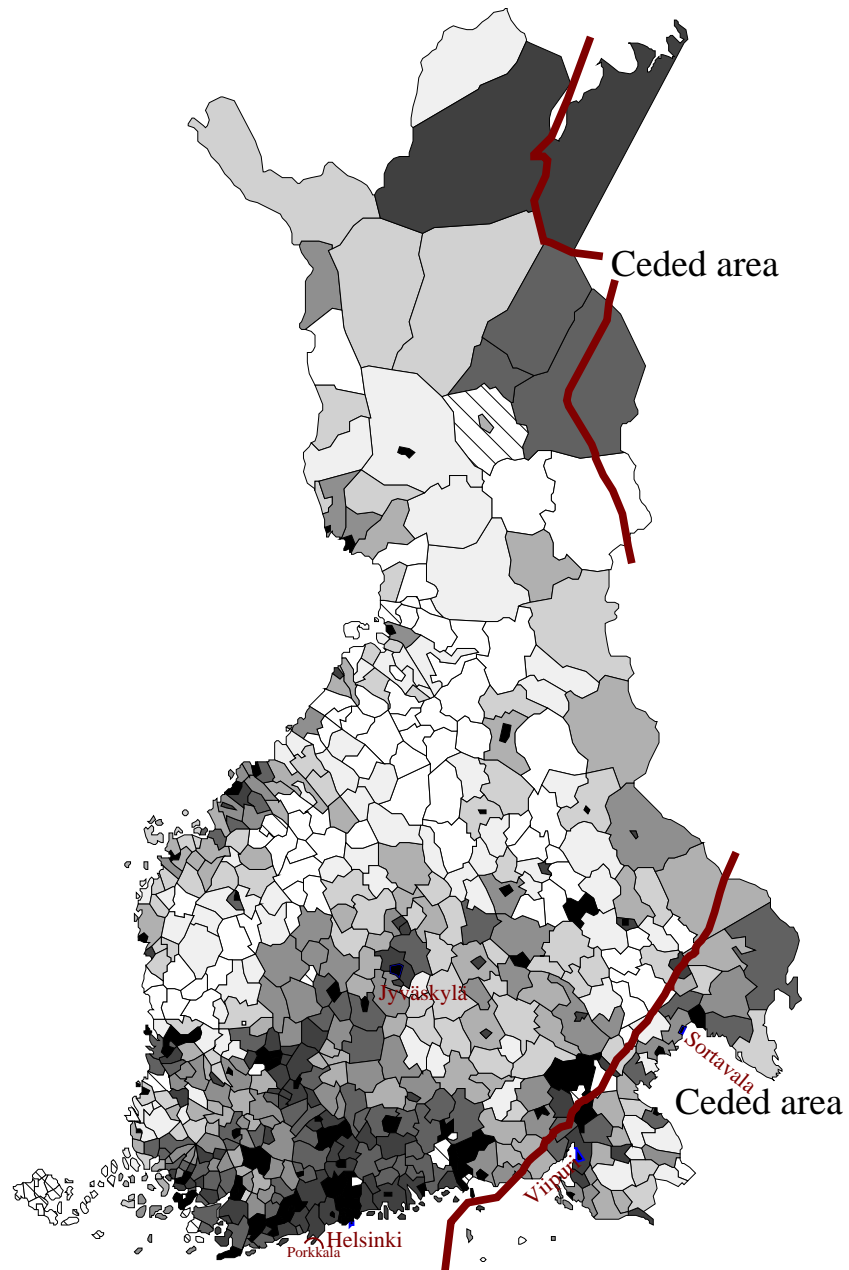 Ceded area
Jyväskylä
Sortavala
Ceded area
Viipuri
Helsinki
Porkkala